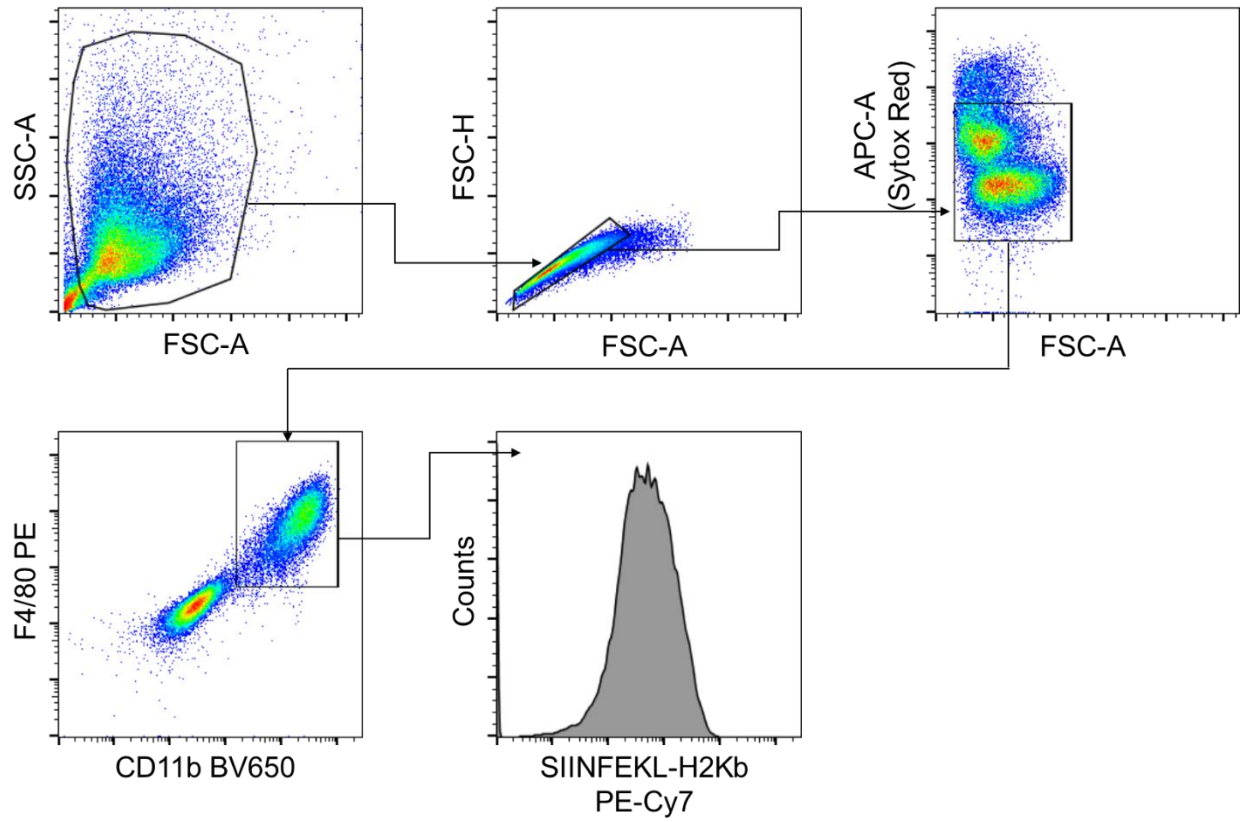 SSC-A
FSC-A
FSC-H
FSC-A
APC-A
(Sytox Red)
FSC-A
F4/80 PE
CD11b BV650
Counts
SIINFEKL-H2Kb
PE-Cy7